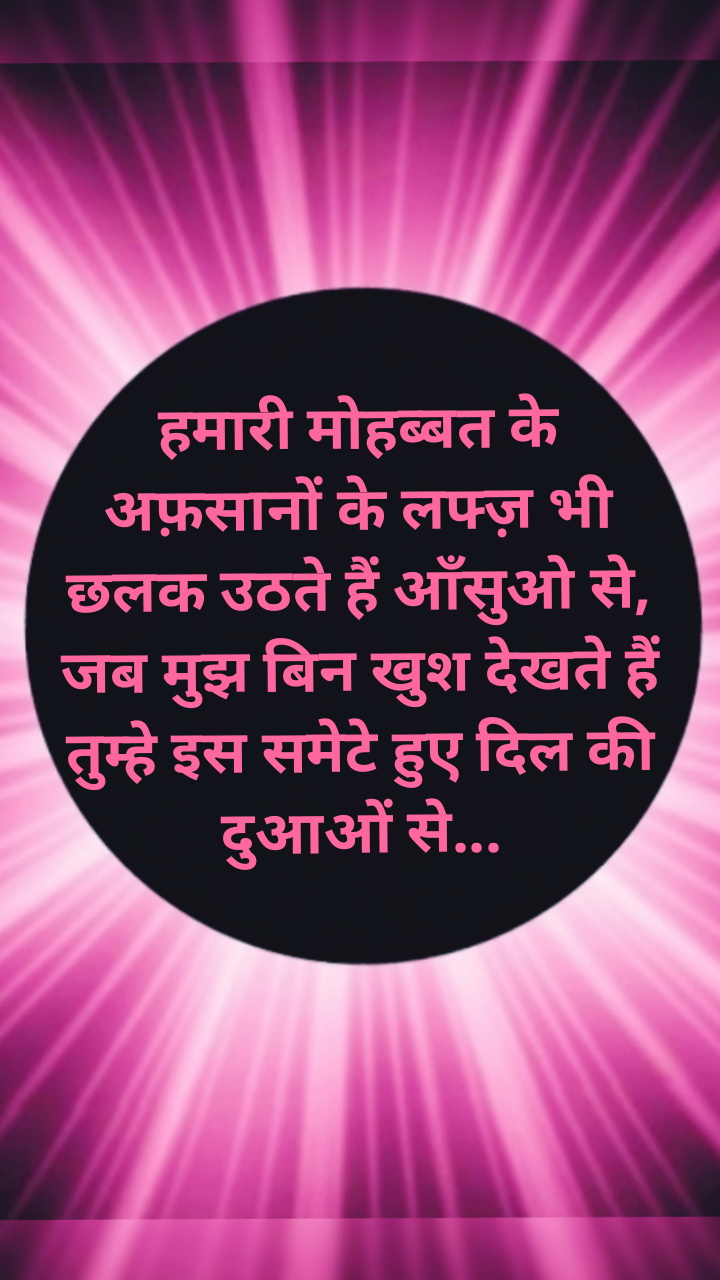 हमारी मोहब्बत के
अफ़सानों के लफ्ज़ भी
छलक उठते हैं आँसुओ से,
जब मुझ बिन खुश देखते हैं
तुम्हे इस समेटे हुए दिल की
दुआओं से...